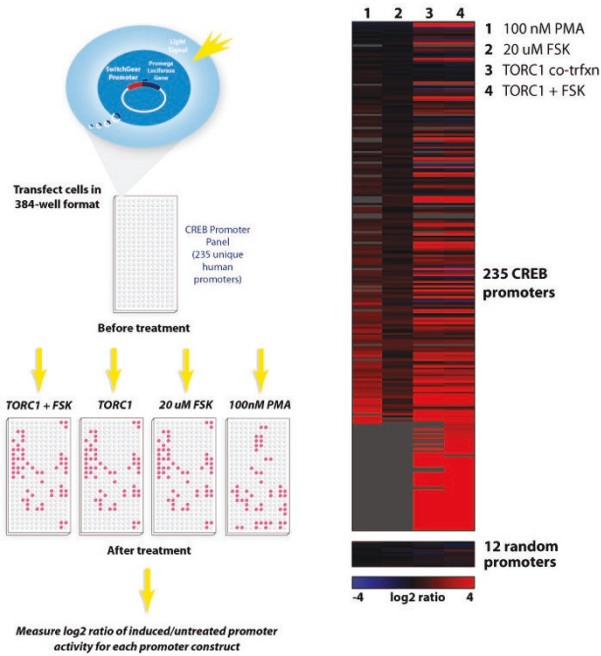 Light
Signal
SwitchGear
Promoter
Promega
Luciferase
Gene
Transfect cells in
384-well format
CREB Promoter
Panel
(235 unique
human
promoters)
Before treatment
TORC1 + FSK
TORC1
20 uM FSK
100nM PMA
After treatment
Measure log2 ratio of induced/untreated promoter
activity for each promoter construct
1 2 3 4
1 100 nM PMA
2 20 uM FSK
3 TORC1 co-trfxn
4 TORC1 + FSK
235 CREB
promoters
12 random
promoters
-4 log2 ratio 4